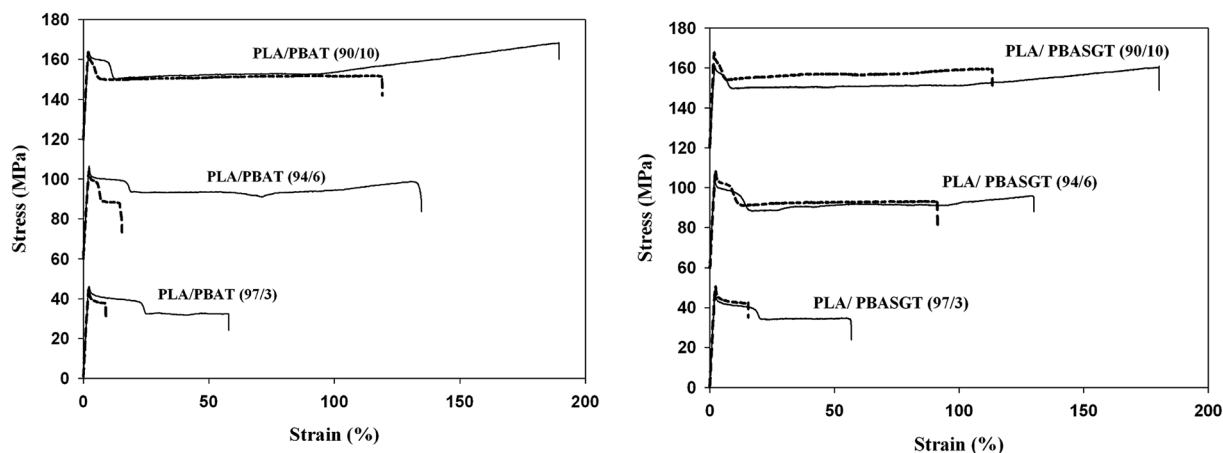 180
160
140
120
100
80
60
40
20
0
Stress (MPa)
PLA/PBAT (90/10)
PLA/PBAT (94/6)
PLA/PBAT (97/3)
0 50 100 150 200
Strain (%)
180
160
140
120
100
80
60
40
20
0
Stress (MPa)
PLA/ PBASGT (90/10)
PLA/ PBASGT (94/6)
PLA/ PBASGT (97/3)
0 50 100 150 200
Strain (%)